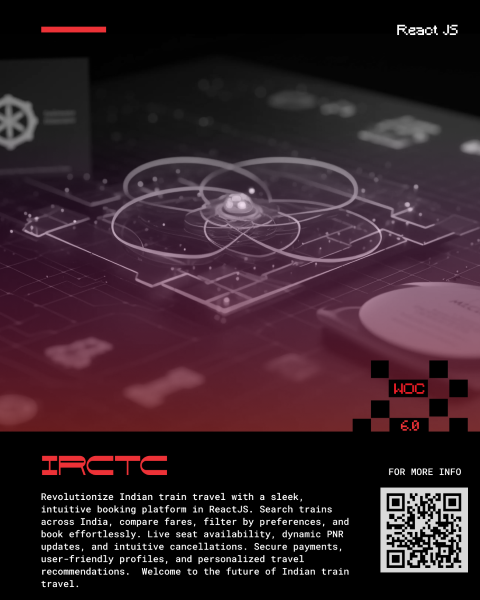 React JS
WOC
6.0
IRCTC
Revolutionize Indian train travel with a sleek,
intuitive booking platform in ReactJS. Search trains
across India, compare fares, filter by preferences, and
book effortlessly. Live seat availability, dynamic PNR
updates, and intuitive cancellations. Secure payments,
user-friendly profiles, and personalized travel
recommendations.  Welcome to the future of Indian train
travel.
FOR MORE INFO